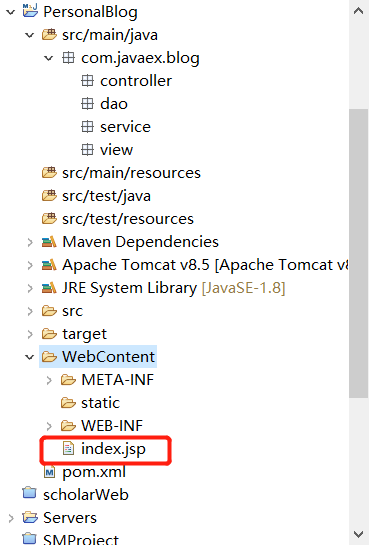 PersonalBlog
src/main/java
com.javaex.blog
controller
dao
service
view
src/main/resources
src/test/java
src/test/resources
Maven Dependencies
Apache Tomcat v8.5 [Apache Tomcat v8
JRE System Library [JavaSE-1.8]
src
target
WebContent
META-INF
static
WEB-INF
index.jsp
pom.xml
scholarWeb
Servers
SMProject